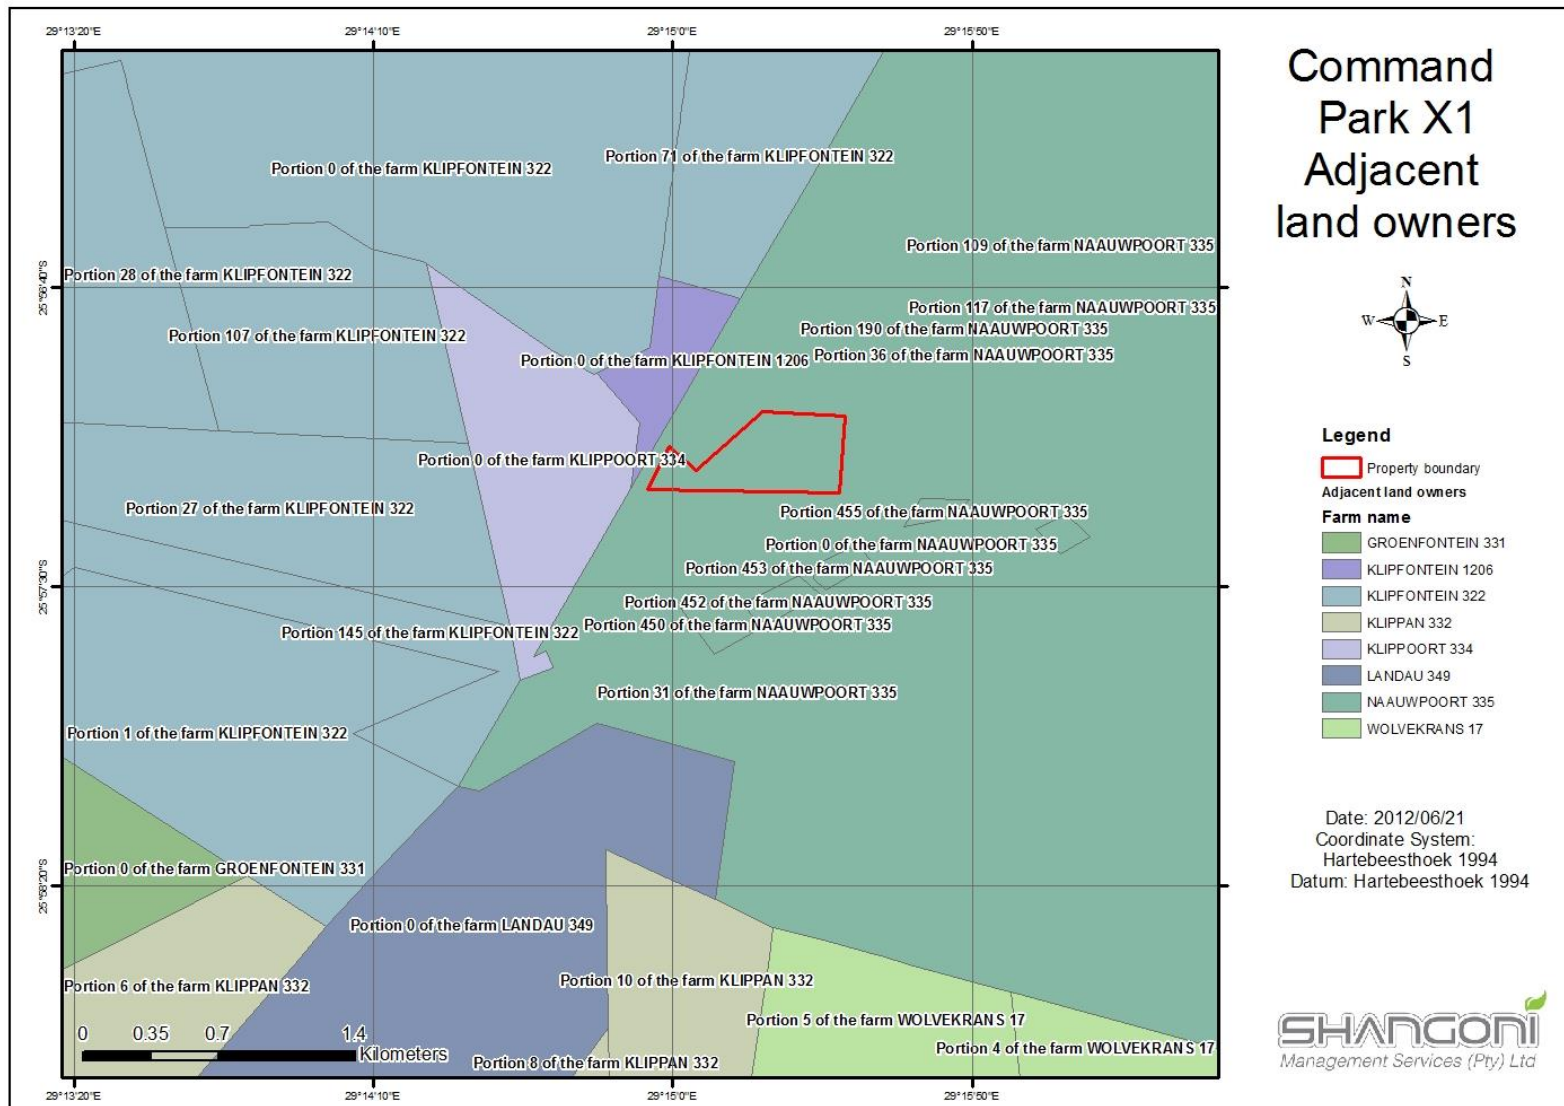 29°13'20"E
29°14'10"E
29°15'0"E
29°15'50"E
Command
Park X1
Adjacent
land owners
Portion 71 of the farm KLIPFONTEIN 322
Portion 0 of the farm KLIPFONTEIN 322
Portion 109 of the farm NAAUWPOORT 335
Portion 28 of the farm KLIPFONTEIN 322
25°56'40"S
Portion 117 of the farm NAAUWPOORT 335
Portion 190 of the farm NAAUWPOORT 335
Portion 107 of the farm KLIPFONTEIN 322
Portion 36 of the farm NAAUWPOORT 335
Portion 0 of the farm KLIPFONTEIN 1206
Portion 0 of the farm KLIPPOORT 334
Portion 27 of the farm KLIPFONTEIN 322
Portion 455 of the farm NAAUWPOORT 335
Portion 0 of the farm NAAUWPOORT 335
Portion 453 of the farm NAAUWPOORT 335
25°57'30"S
Portion 452 of the farm NAAUWPOORT 335
Portion 450 of the farm NAAUWPOORT 335
Portion 145 of the farm KLIPFONTEIN 322
Portion 31 of the farm NAAUWPOORT 335
Portion 1 of the farm KLIPFONTEIN 322
Portion 0 of the farm GROENFONTEIN 331
25°58'20"S
Portion 0 of the farm LANDAU 349
Portion 10 of the farm KLIPPAN 332
Portion 6 of the farm KLIPPAN 332
Portion 5 of the farm WOLVEKRANS 17
Portion 4 of the farm WOLVEKRANS 17
Portion 8 of the farm KLIPPAN 332
0 0.35 0.7 1.4
Kilometers
29°13'20"E
29°14'10"E
29°15'0"E
29°15'50"E
N
W E
S
Legend
Property boundary
Adjacent land owners
Farm name
GROENFONTEIN 331
KLIPFONTEIN 1206
KLIPFONTEIN 322
KLIPPAN 332
KLIPPOORT 334
LANDAU 349
NAAUWPOORT 335
WOLVEKRANS 17
Date: 2012/06/21
Coordinate System:
Hartebeesthoek 1994
Datum: Hartebeesthoek 1994
SHANGONI
Management Services (Pty) Ltd